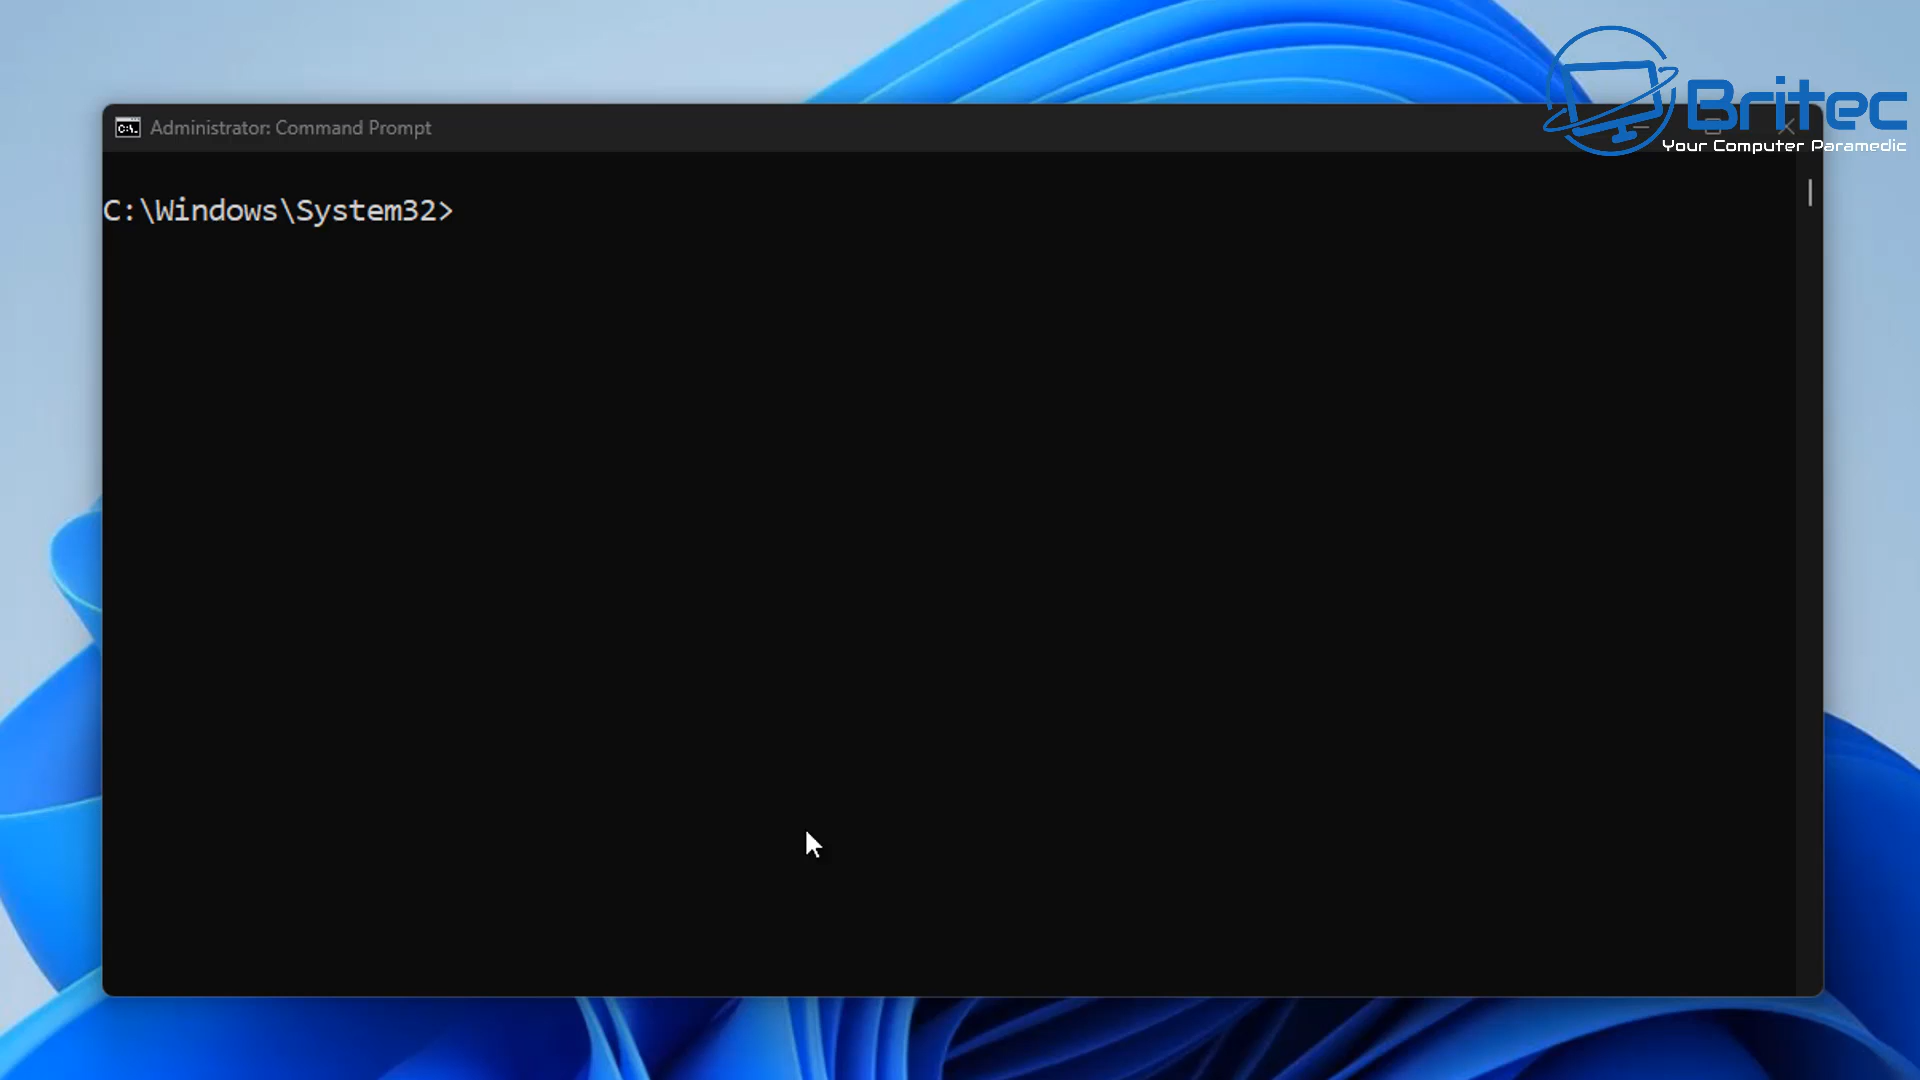 Britec
Your Computer Paramedic
Administrator: Command Prompt
C:\Windows\System32>